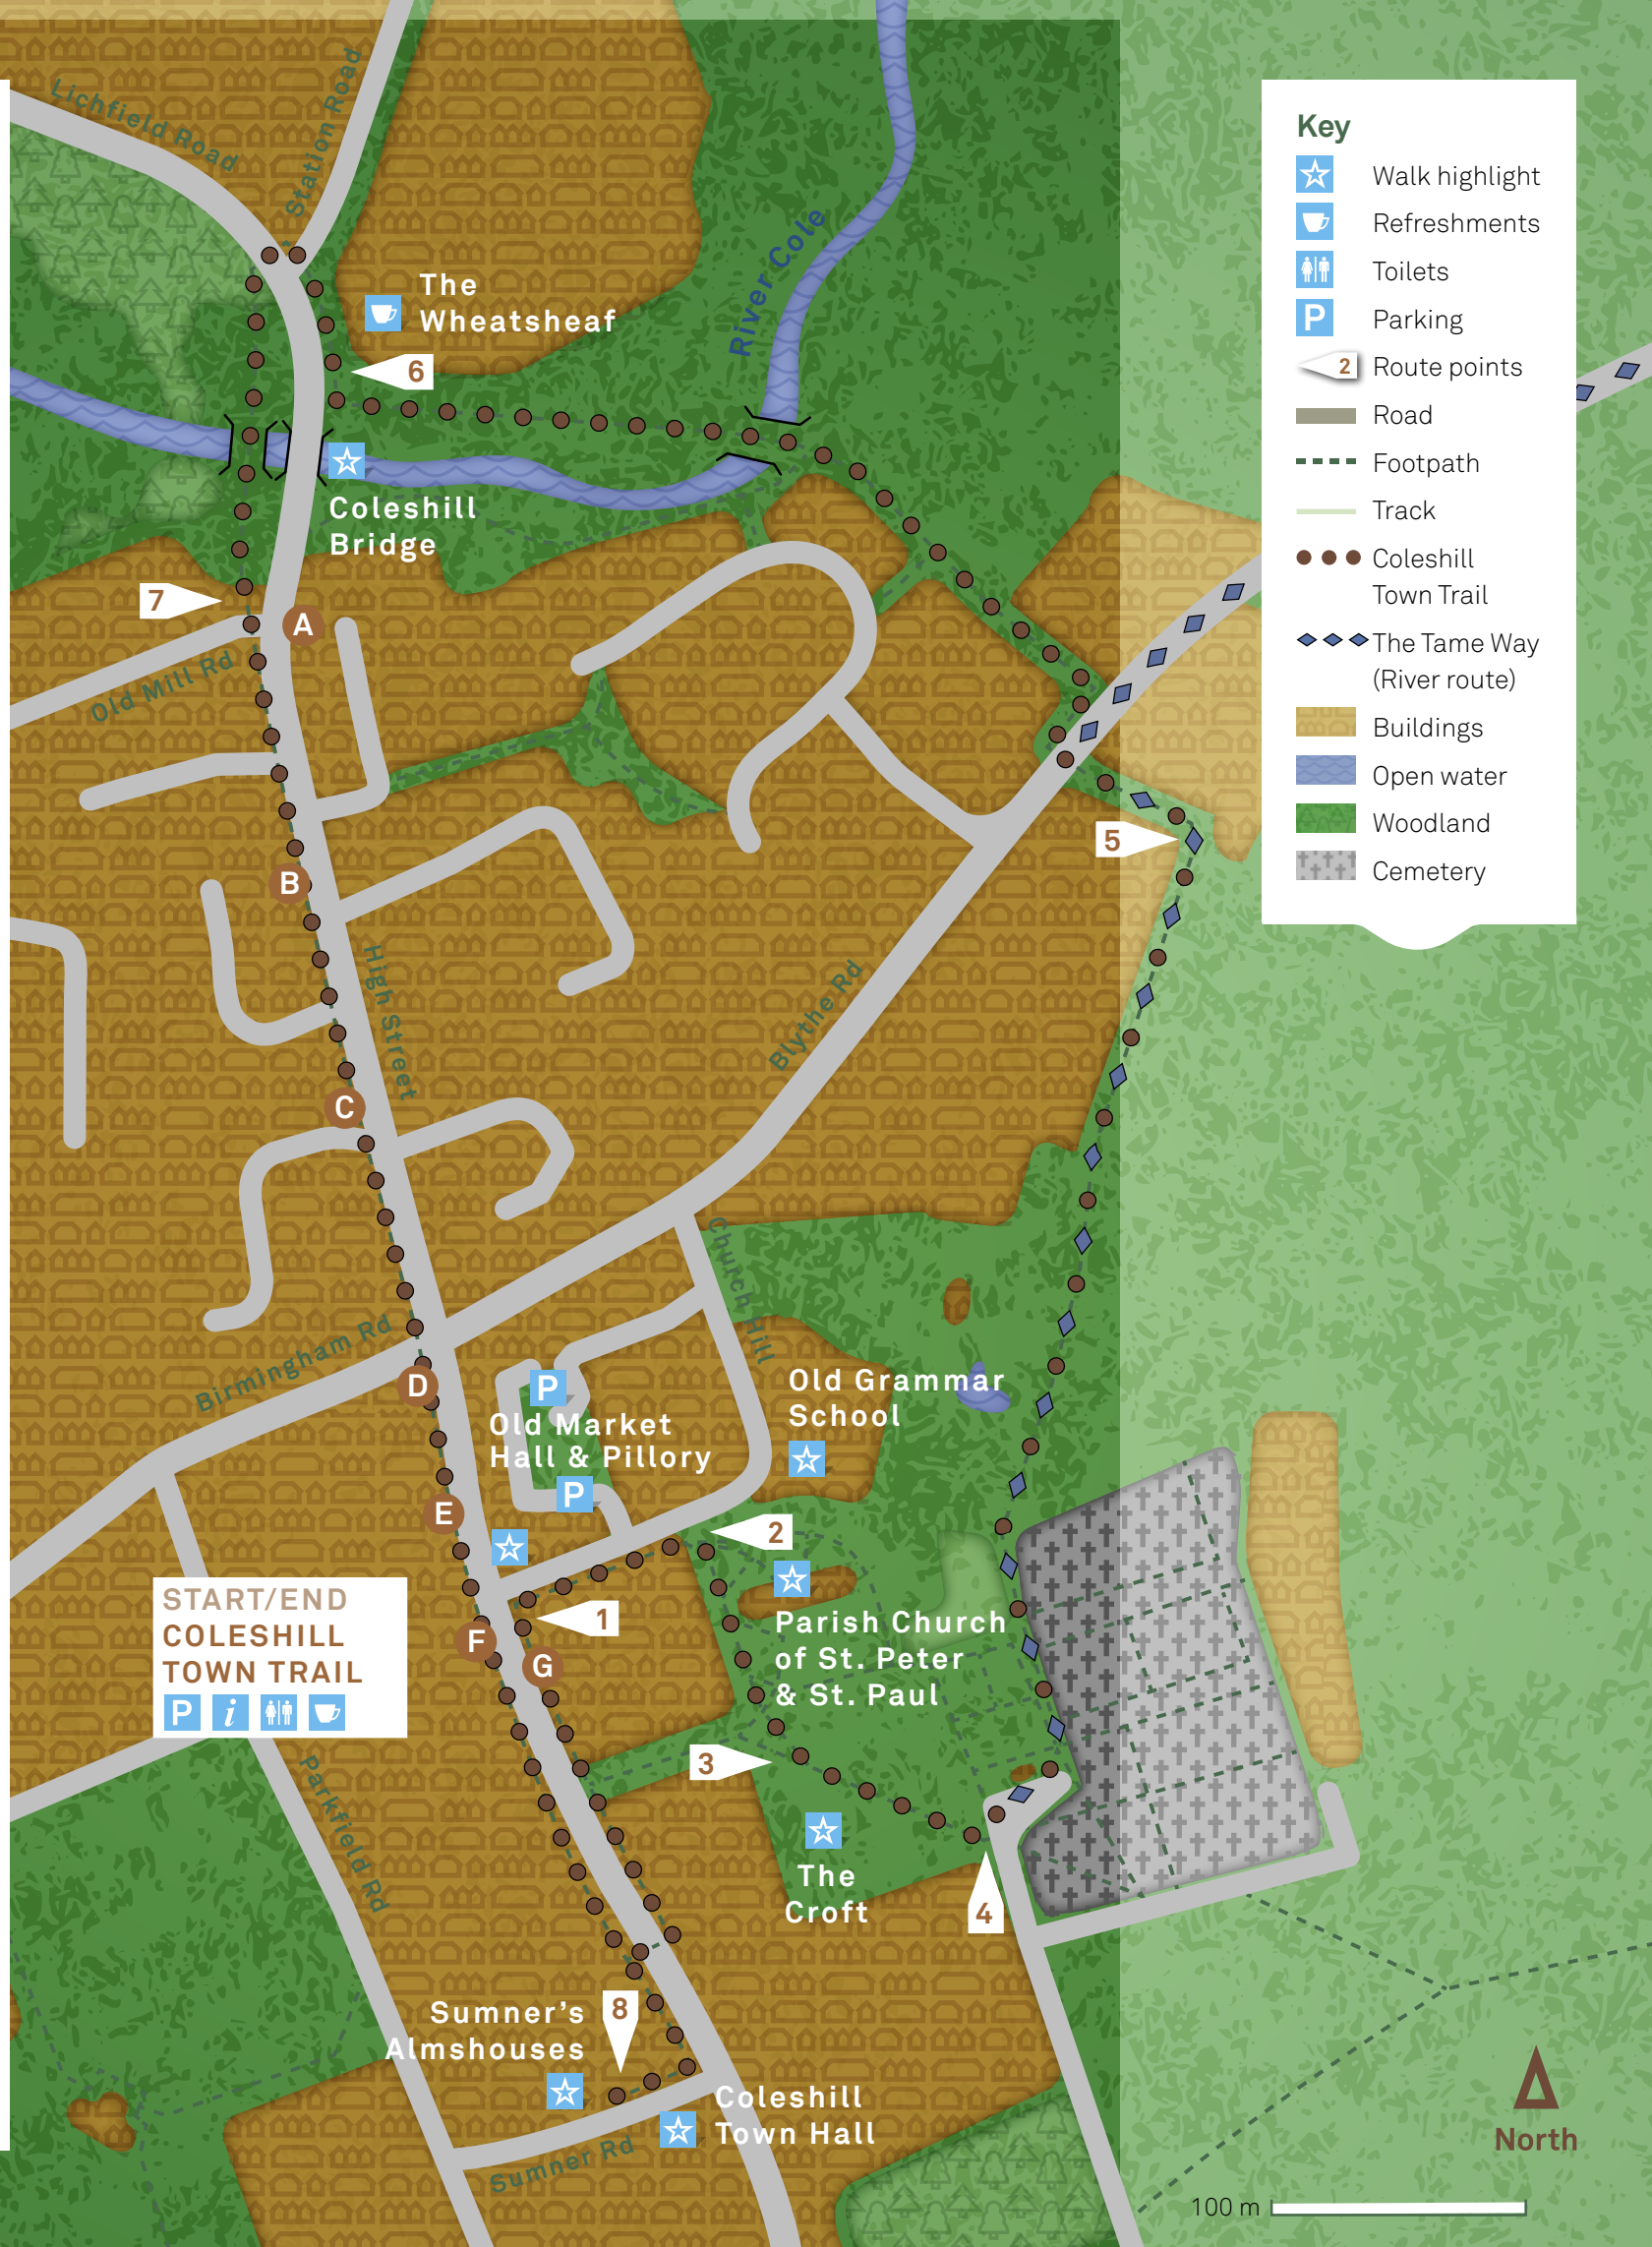 Lichfield Road
Station Road
The
Wheatsheaf
6
River Cole
Coleshill
Bridge
7
A
Old Mill Rd
B
High Street
5
Blythe Rd
C
Church Hill
Birmingham Rd
D
P
Old Market
Hall & Pillory
P
Old Grammar
School
E
2
START/END
COLESHILL
TOWN TRAIL
P i
1
F
G
Parish Church
of St. Peter
& St. Paul
3
Parkfield Rd
The
Croft
4
Sumner’s
Almshouses
8
Coleshill
Town Hall
Sumner Rd
Key
Walk highlight
Refreshments
Toilets
P Parking
2 Route points
Road
Footpath
Track
Coleshill
Town Trail
The Tame Way
(River route)
Buildings
Open water
Woodland
Cemetery
North
100 m